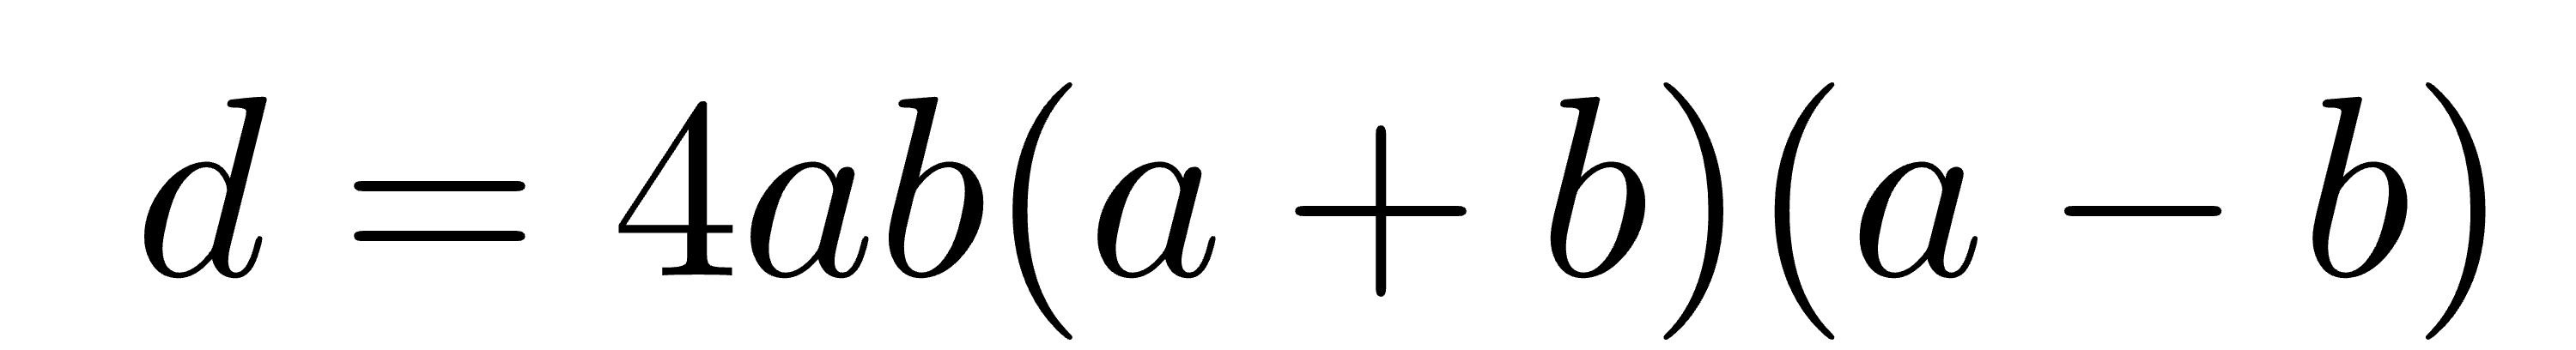 d = 4ab(a + b)(a − b)